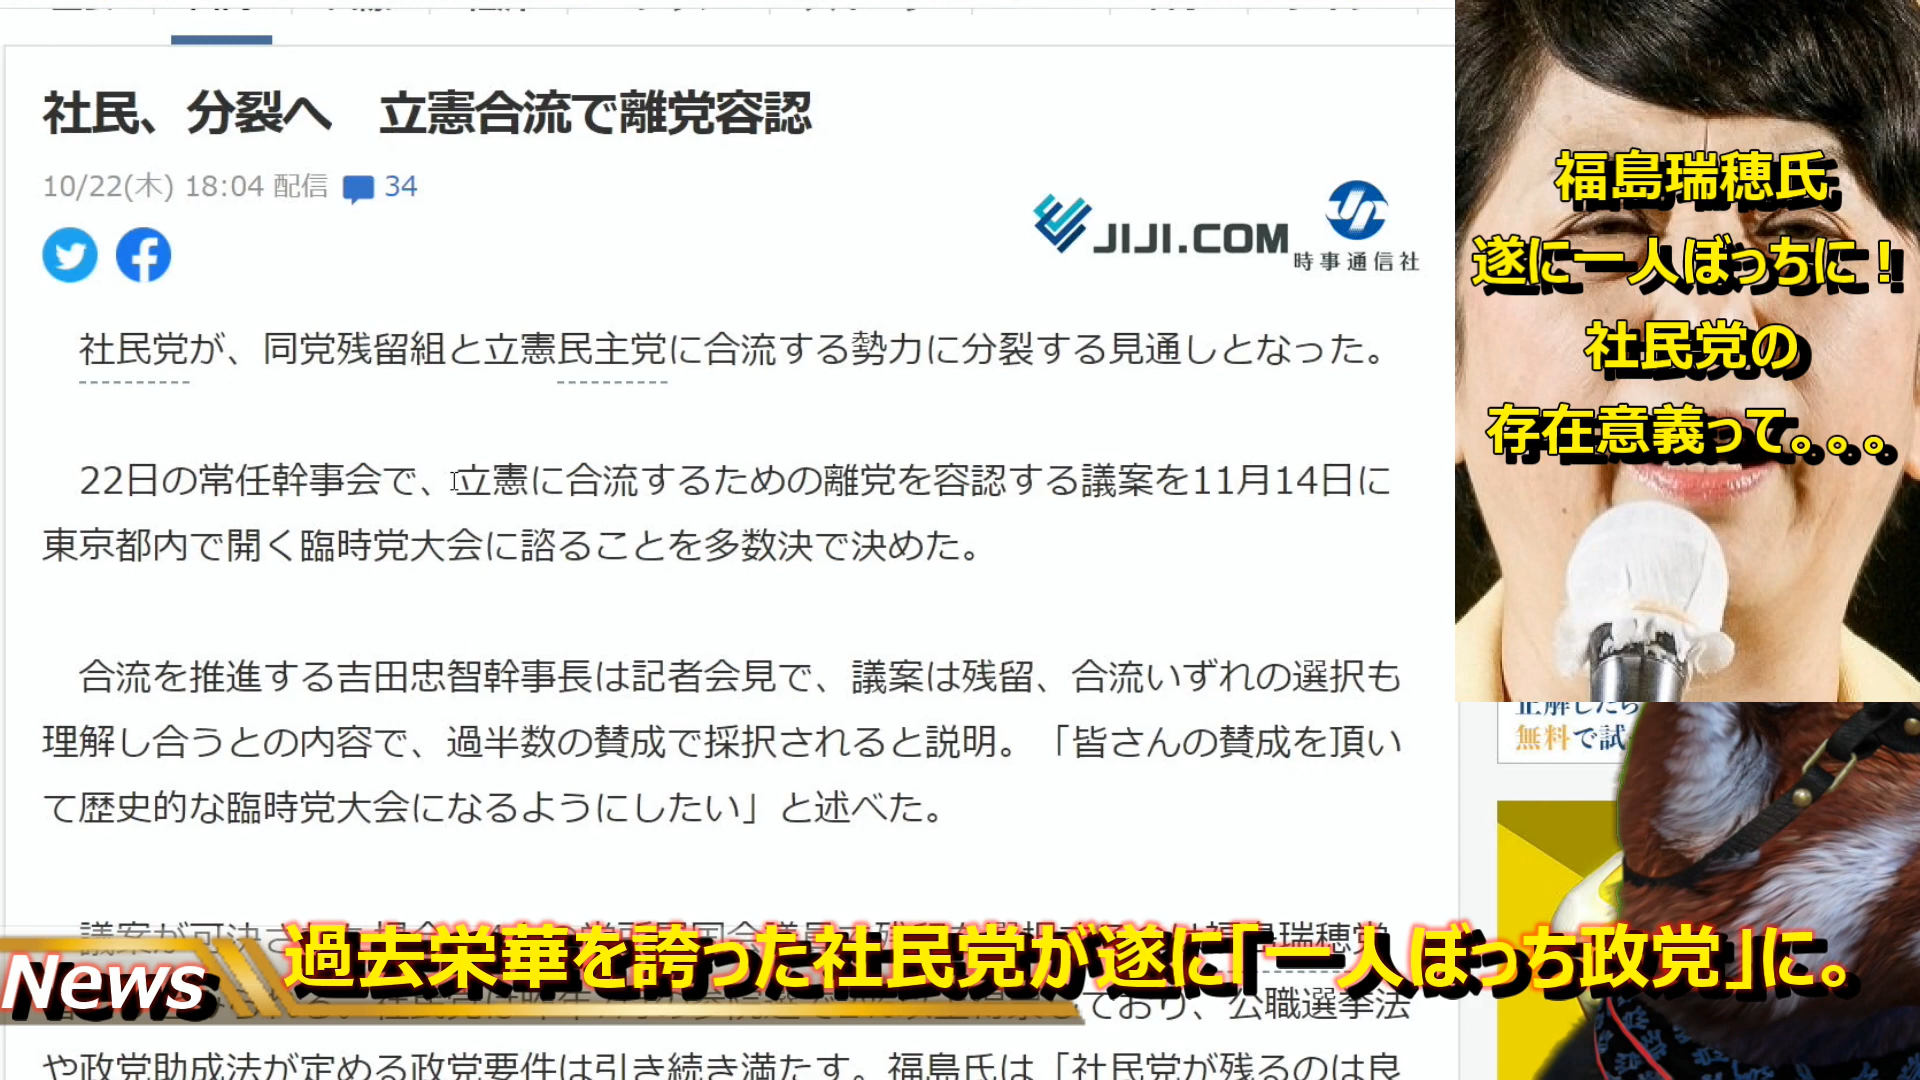 社民、分裂へ 立憲合流で離党容認
10/22(木) 18:04 配信 34
JIJI.COM
時事通信社
社民党が、同党残留組と立憲民主党に合流する勢力に分裂する見通しとなった。
22日の常任幹事会で、立憲に合流するための離党を容認する議案を11月14日に
東京都内で開く臨時党大会に諮ることを多数決で決めた。
合流を推進する吉田忠智幹事長は記者会見で、議案は残留、合流いずれの選択も
理解し合うとの内容で、過半数の賛成で採択されると説明。「皆さんの賛成を頂い
て歴史的な臨時党大会になるようにしたい」と述べた。
ており、公職選挙法
や政党助成法が定める政党要件は引き続き満たす。福島氏は「社民党が残るのは良
福島瑞穂氏
遂に一人ぼっちに！
社民党の
存在意義って。。。
正解したら
無料で試
News
過去栄華を誇った社民党が遂に「一人ぼっち政党」に。